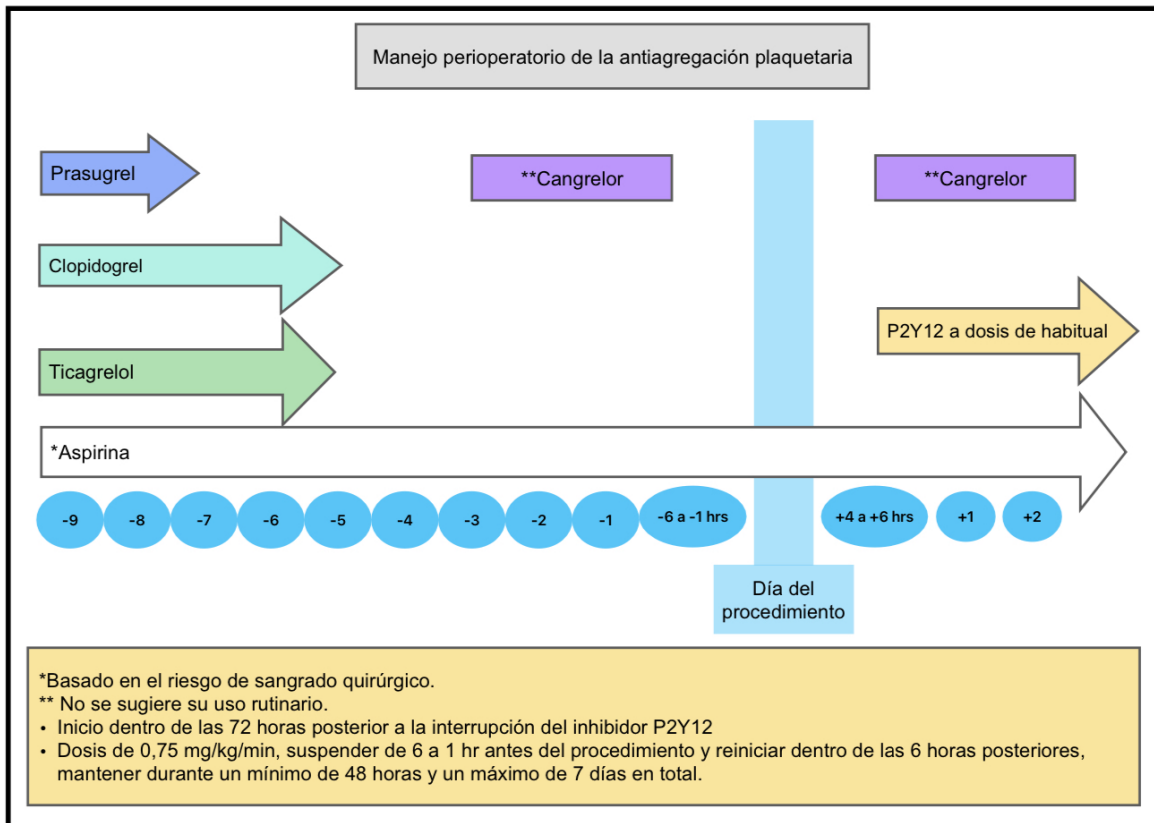 Manejo perioperatorio de la antiagregación plaquetaria
Prasugrel
**Cangrelor
**Cangrelor
Clopidogrel
P2Y12 a dosis de habitual
Ticagrelol
*Aspirina
-9
-8
-7
-6
-5
-4
-3
-2
-1
-6 a -1 hrs
+4 a +6 hrs
+1
+2
Día del
procedimiento
*Basado en el riesgo de sangrado quirúrgico.
** No se sugiere su uso rutinario.
• Inicio dentro de las 72 horas posterior a la interrupción del inhibidor P2Y12
• Dosis de 0,75 mg/kg/min, suspender de 6 a 1 hr antes del procedimiento y reiniciar dentro de las 6 horas posteriores,
mantener durante un mínimo de 48 horas y un máximo de 7 días en total.